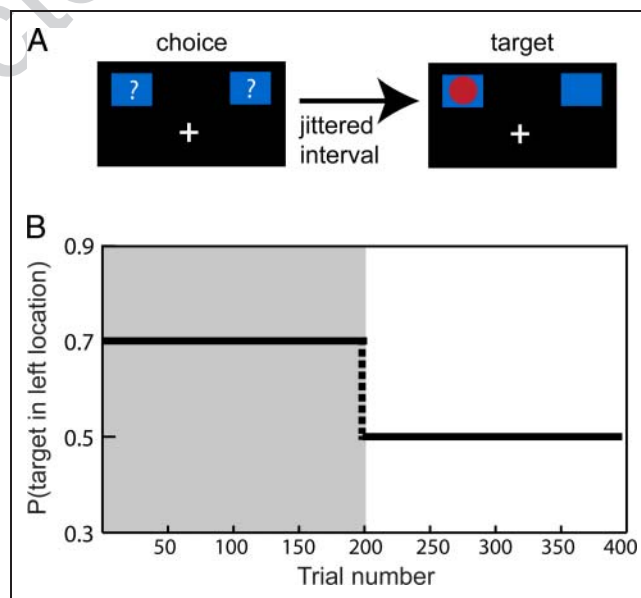 A
choice
target
? ?
+
jittered
interval
+
B
P(target in left location)
0.9
0.7
0.5
0.3
50 100 150 200 250 300 350 400
Trial number